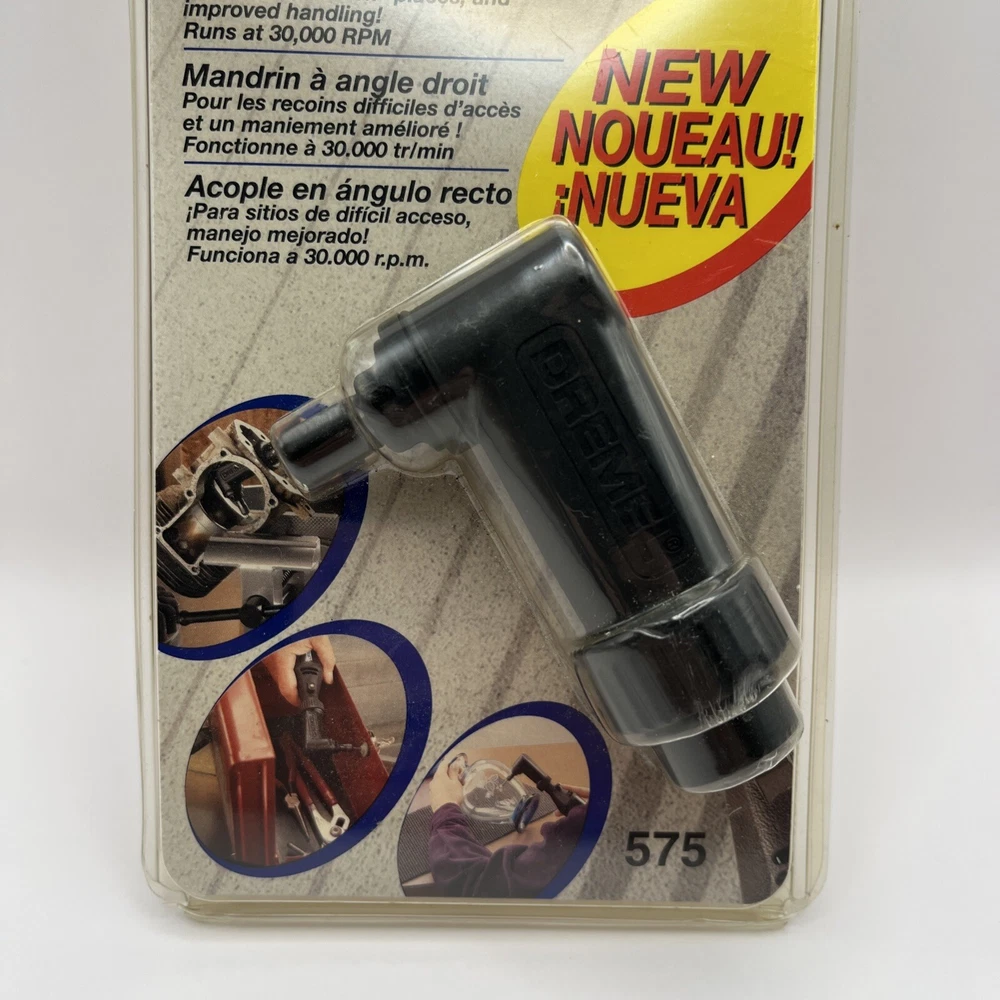 places, and
improved handling!
Runs at 30,000 RPM
Mandrin à angle droit
Pour les recoins difficiles d'accès
et un maniement amélioré !
Fonctionne à 30.000 tr/min
Acople en ángulo recto
¡Para sitios de difícil acceso,
manejo mejorado!
Funciona a 30.000 r.p.m.
NEW
NOUEAU!
¡NUEVA
DREMEL®
575